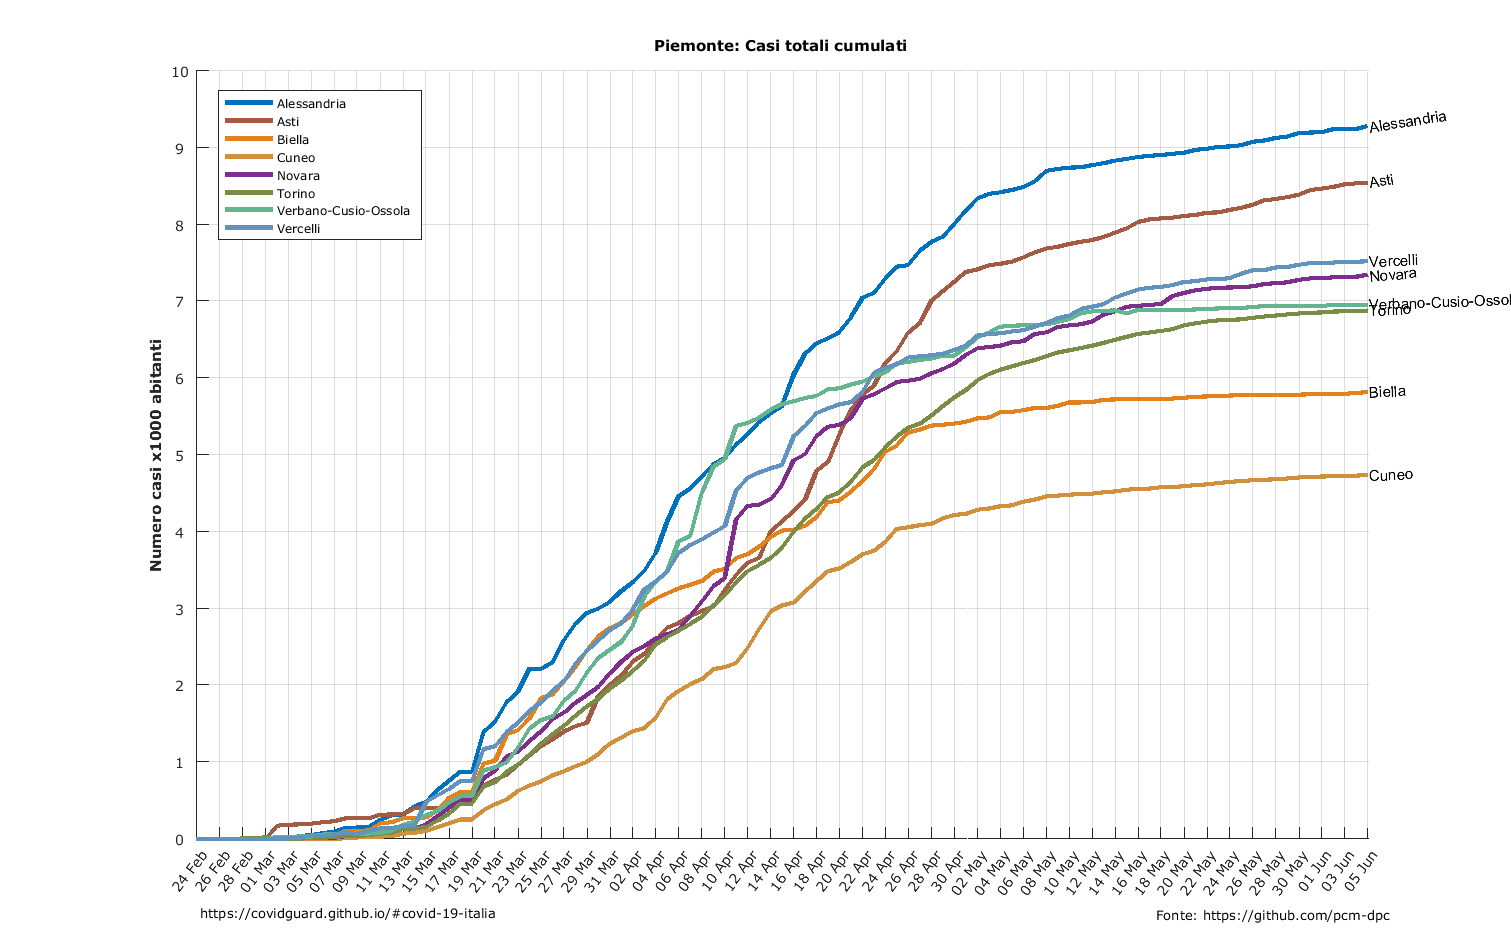 Piemonte: Casi totali cumulati
Numero casi x1000 abitanti
10
9
8
7
6
5
4
3
2
1
0
Alessandria
Asti
Biella
Cuneo
Novara
Torino
Verbano-Cusio-Ossola
Vercelli
Alessandria
Asti
Vercelli
Novara
Verbano-Cusio-Ossol
Torino
Biella
Cuneo
24 Feb
26 Feb
28 Feb
01 Mar
03 Mar
05 Mar
07 Mar
09 Mar
11 Mar
13 Mar
15 Mar
17 Mar
19 Mar
21 Mar
23 Mar
25 Mar
27 Mar
29 Mar
31 Mar
02 Apr
04 Apr
06 Apr
08 Apr
10 Apr
12 Apr
14 Apr
16 Apr
18 Apr
20 Apr
22 Apr
24 Apr
26 Apr
28 Apr
30 Apr
02 May
04 May
06 May
08 May
10 May
12 May
14 May
16 May
18 May
20 May
22 May
24 May
26 May
28 May
30 May
01 Jun
03 Jun
05 Jun
https://covidguard.github.io/#covid-19-italia
Fonte: https://github.com/pcm-dpc